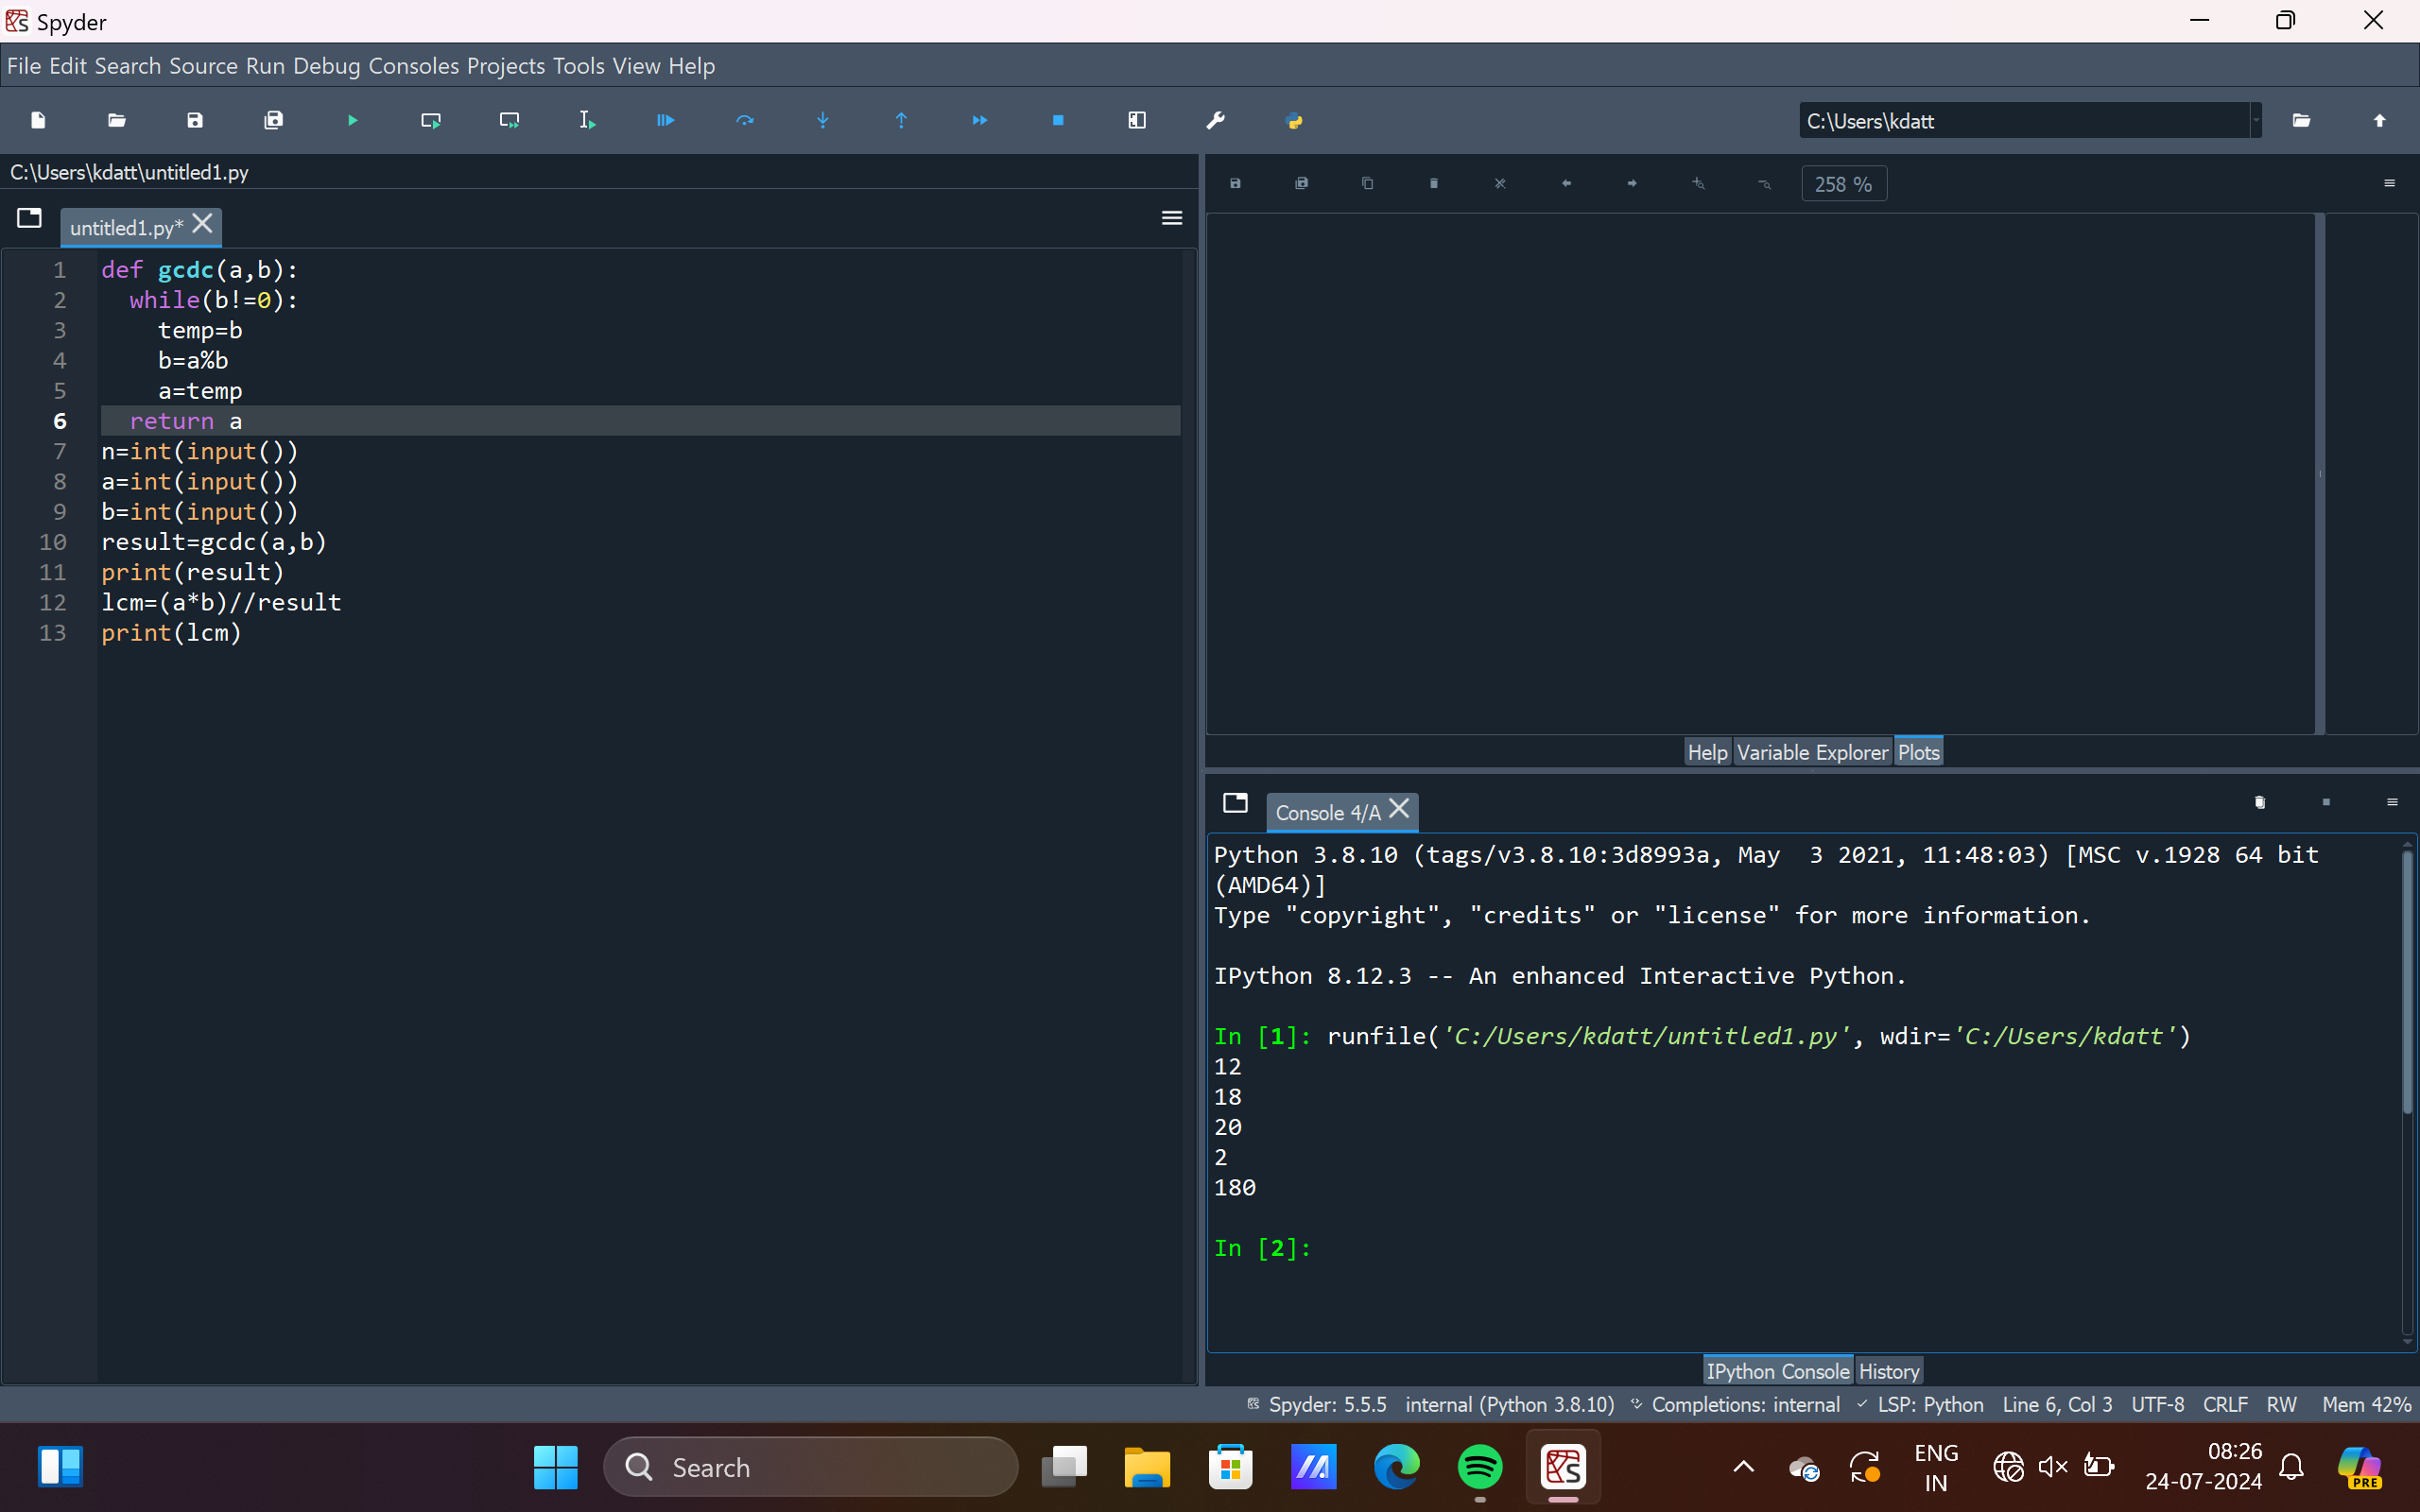 Spyder
File Edit Search Source Run Debug Consoles Projects Tools View Help
C:\Users\kdatt
C:\Users\kdatt\untitled1.py
258 %
untitled1.py*
1 def gcdc(a,b):
2   while(b!=0):
3     temp=b
4     b=a%b
5     a=temp
6   return a
7 n=int(input())
8 a=int(input())
9 b=int(input())
10 result=gcdc(a,b)
11 print(result)
12 lcm=(a*b)//result
13 print(lcm)
Help Variable Explorer Plots
Console 4/A
Python 3.8.10 (tags/v3.8.10:3d8993a, May  3 2021, 11:48:03) [MSC v.1928 64 bit
(AMD64)]
Type "copyright", "credits" or "license" for more information.
IPython 8.12.3 -- An enhanced Interactive Python.
In [1]: runfile('C:/Users/kdatt/untitled1.py', wdir='C:/Users/kdatt')
12
18
20
2
180
In [2]:
IPython Console History
Spyder: 5.5.5 internal (Python 3.8.10) Completions: internal LSP: Python Line 6, Col 3 UTF-8 CRLF RW Mem 42%
Search
ENG
IN
08:26
24-07-2024
PRE